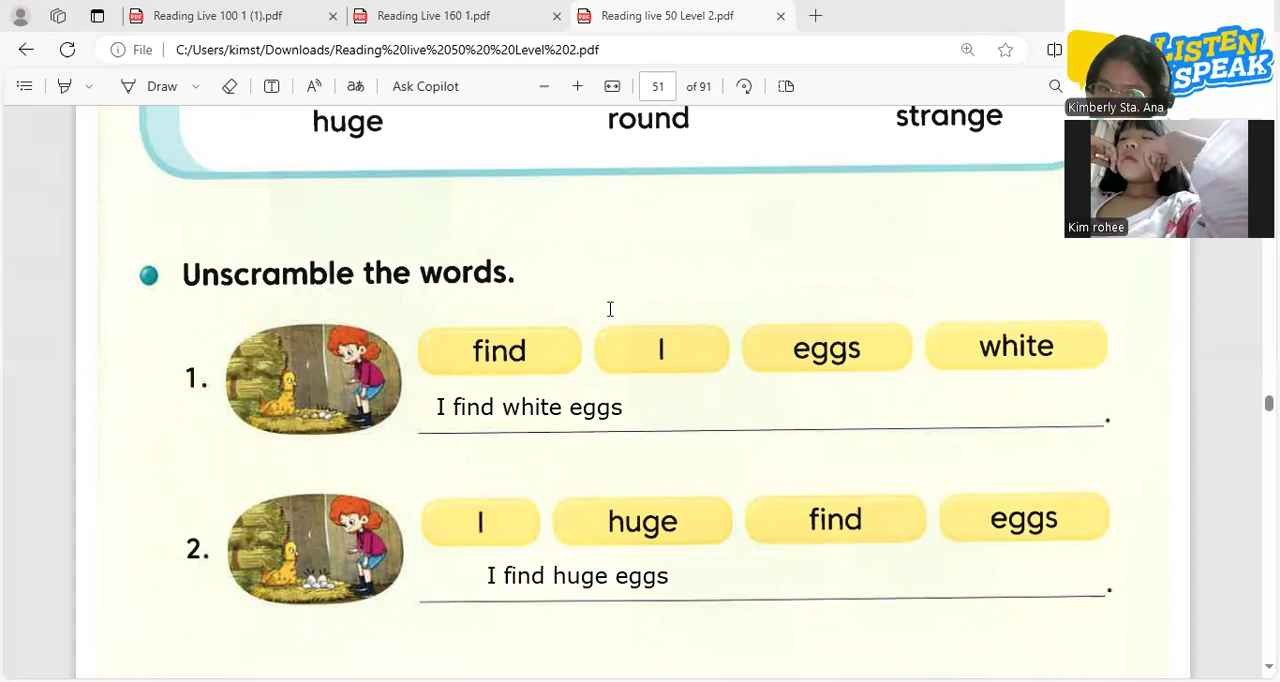 Reading Live 100 1 (1).pdf
Reading Live 160 1.pdf
Reading live 50 Level 2.pdf
File
C:/Users/kimst/Downloads/Reading%20live%2050%20%20Level%202.pdf
Draw
Ask Copilot
51 of 91
LISTEN
SPEAK
Kimberly Sta. Ana
Kim rohee
huge round strange
Unscramble the words.
1. find I eggs white
I find white eggs .
2. I huge find eggs
I find huge eggs .